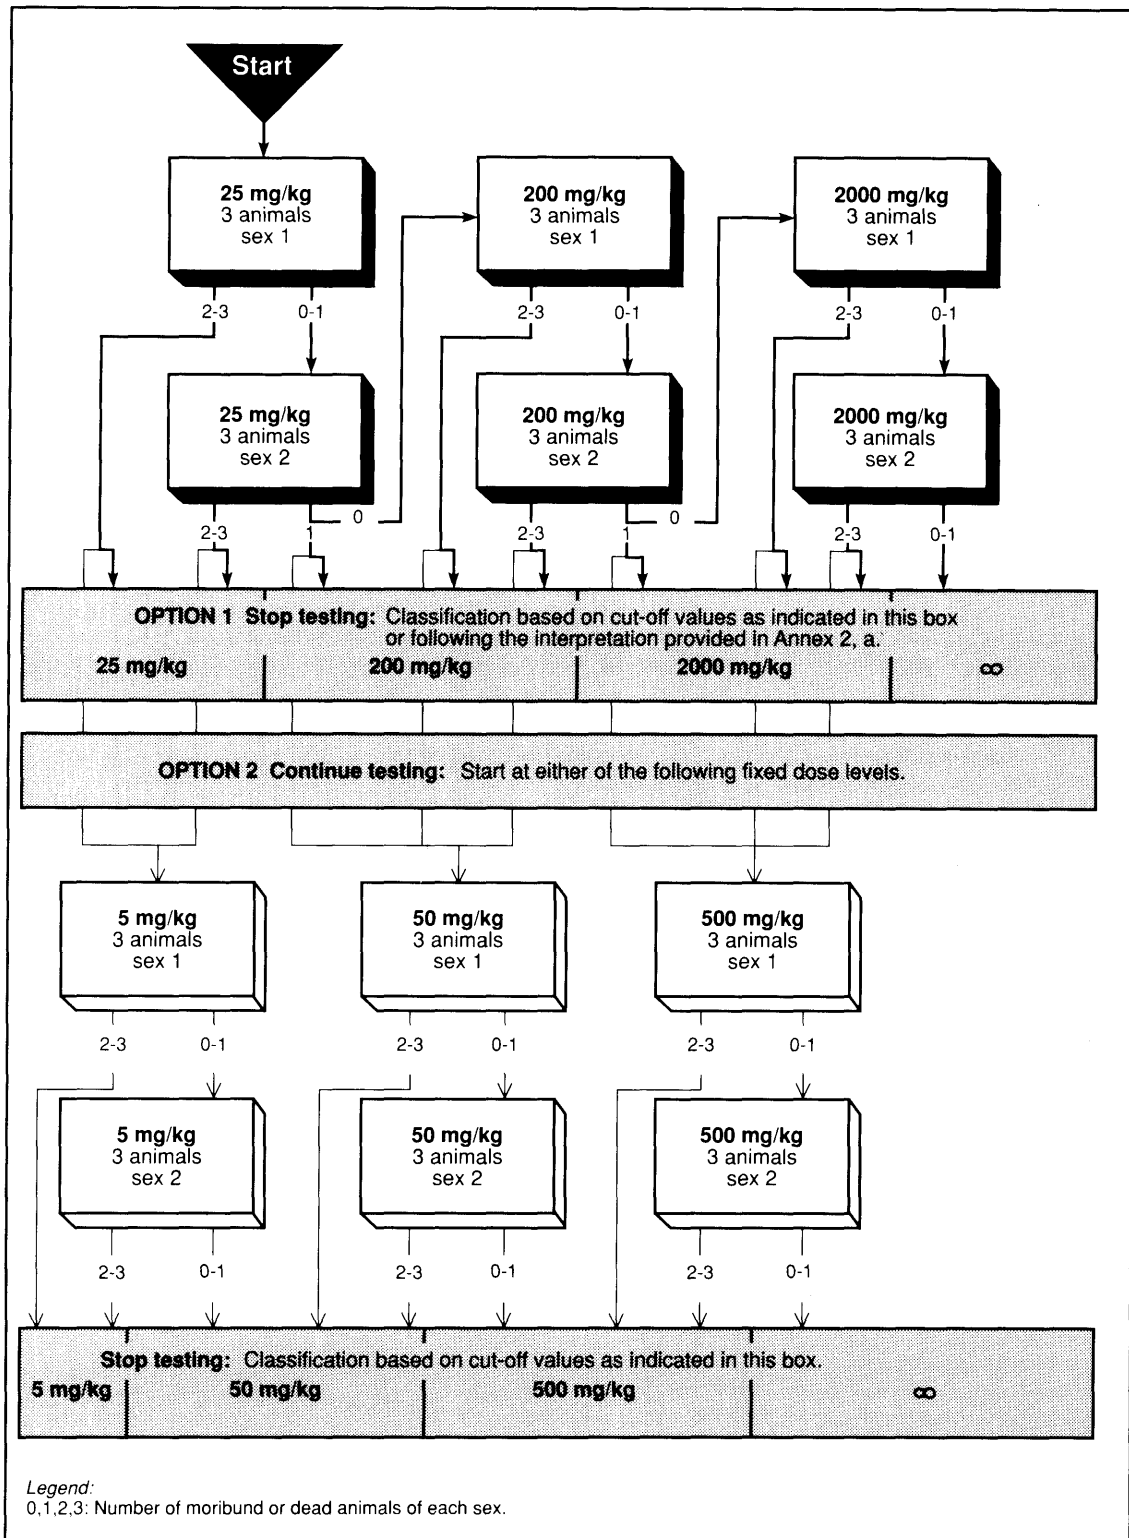 Start
25 mg/kg
3 animals
sex 1
200 mg/kg
3 animals
sex 1
2000 mg/kg
3 animals
sex 1
2-3
0-1
2-3
0-1
2-3
0-1
25 mg/kg
3 animals
sex 2
200 mg/kg
3 animals
sex 2
2000 mg/kg
3 animals
sex 2
2-3
1
0
2-3
1
0
2-3
0-1
OPTION 1 Stop testing: Classification based on cut-off values as indicated in this box
or following the interpretation provided in Annex 2, a.
25 mg/kg
200 mg/kg
2000 mg/kg
∞
OPTION 2 Continue testing: Start at either of the following fixed dose levels.
5 mg/kg
3 animals
sex 1
50 mg/kg
3 animals
sex 1
500 mg/kg
3 animals
sex 1
2-3
0-1
2-3
0-1
2-3
0-1
5 mg/kg
3 animals
sex 2
50 mg/kg
3 animals
sex 2
500 mg/kg
3 animals
sex 2
2-3
0-1
2-3
0-1
2-3
0-1
Stop testing: Classification based on cut-off values as indicated in this box.
5 mg/kg
50 mg/kg
500 mg/kg
∞
Legend:
0,1,2,3: Number of moribund or dead animals of each sex.